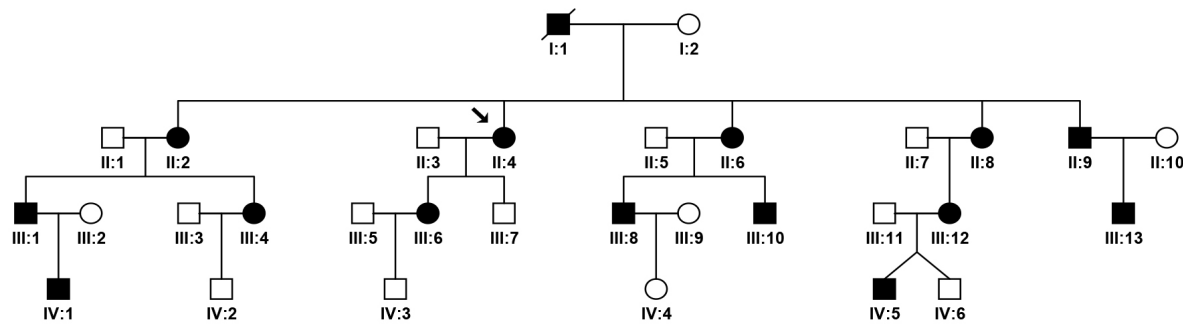 I:1 I:2
II:1 II:2 II:3 II:4 II:5 II:6 II:7 II:8 II:9 II:10
III:1 III:2 III:3 III:4 III:5 III:6 III:7 III:8 III:9 III:10 III:11 III:12 III:13
IV:1 IV:2 IV:3 IV:4 IV:5 IV:6